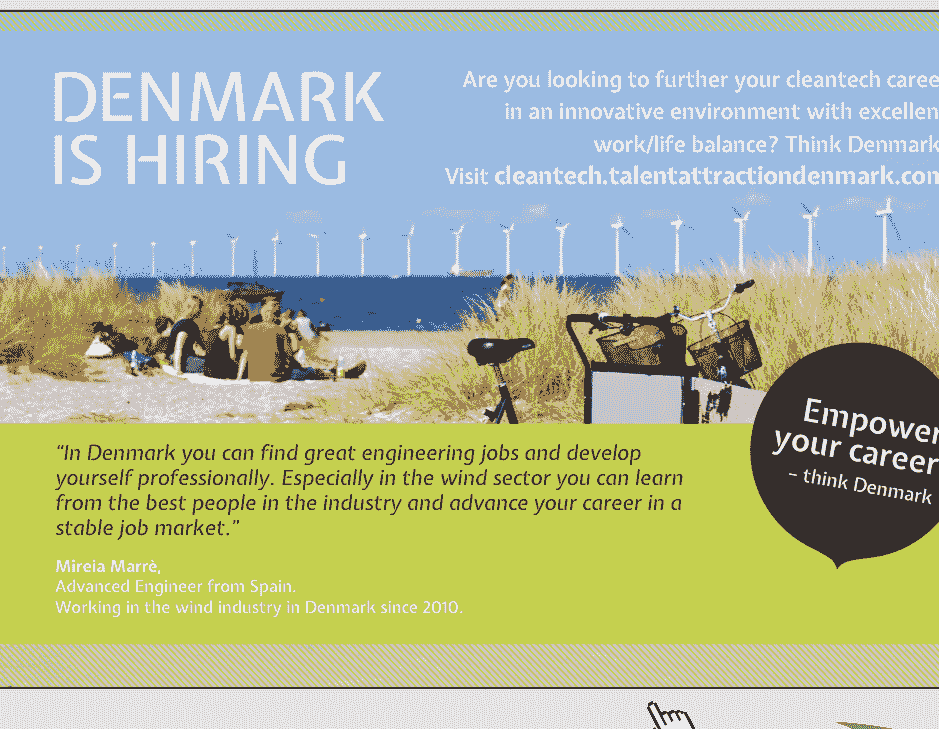 DENMARK
IS HIRING
Are you looking to further your cleantech caree
in an innovative environment with excellen
work/life balance? Think Denmark
Visit cleantech.talentattractiondenmark.com
"In Denmark you can find great engineering jobs and develop
yourself professionally. Especially in the wind sector you can learn
from the best people in the industry and advance your career in a
stable job market."
Mireia Marrè,
Advanced Engineer from Spain.
Working in the wind industry in Denmark since 2010.
Empower
your career
– think Denmark